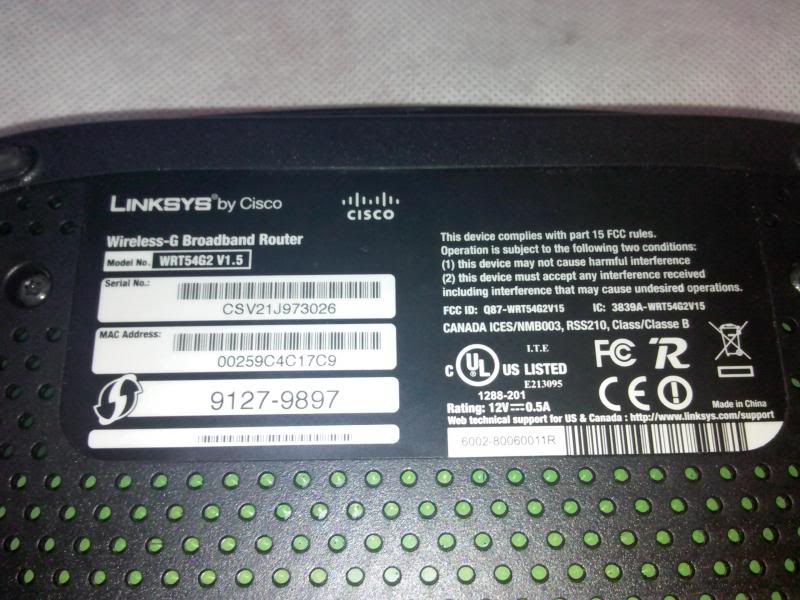 LINKSYS® by Cisco
CISCO
Wireless-G Broadband Router
Model No. WRT54G2 V1.5
Serial No.:
CSV21J973026
MAC Address:
00259C4C17C9
9127-9897
This device complies with part 15 FCC rules.
Operation is subject to the following two conditions:
(1) this device may not cause harmful interference
(2) this device must accept any interference received
including interference that may cause undesired operations.
FCC ID: Q87-WRT54G2V15 IC: 3839A-WRT54G2V15
CANADA ICES/NMB003, RSS210, Class/Classe B
I.T.E
C UL US LISTED
E213095
1288-201
FC R
CE
Rating: 12V⎓0.5A
Made in China
Web technical support for US & Canada : http://www.linksys.com/support
6002-80060011R